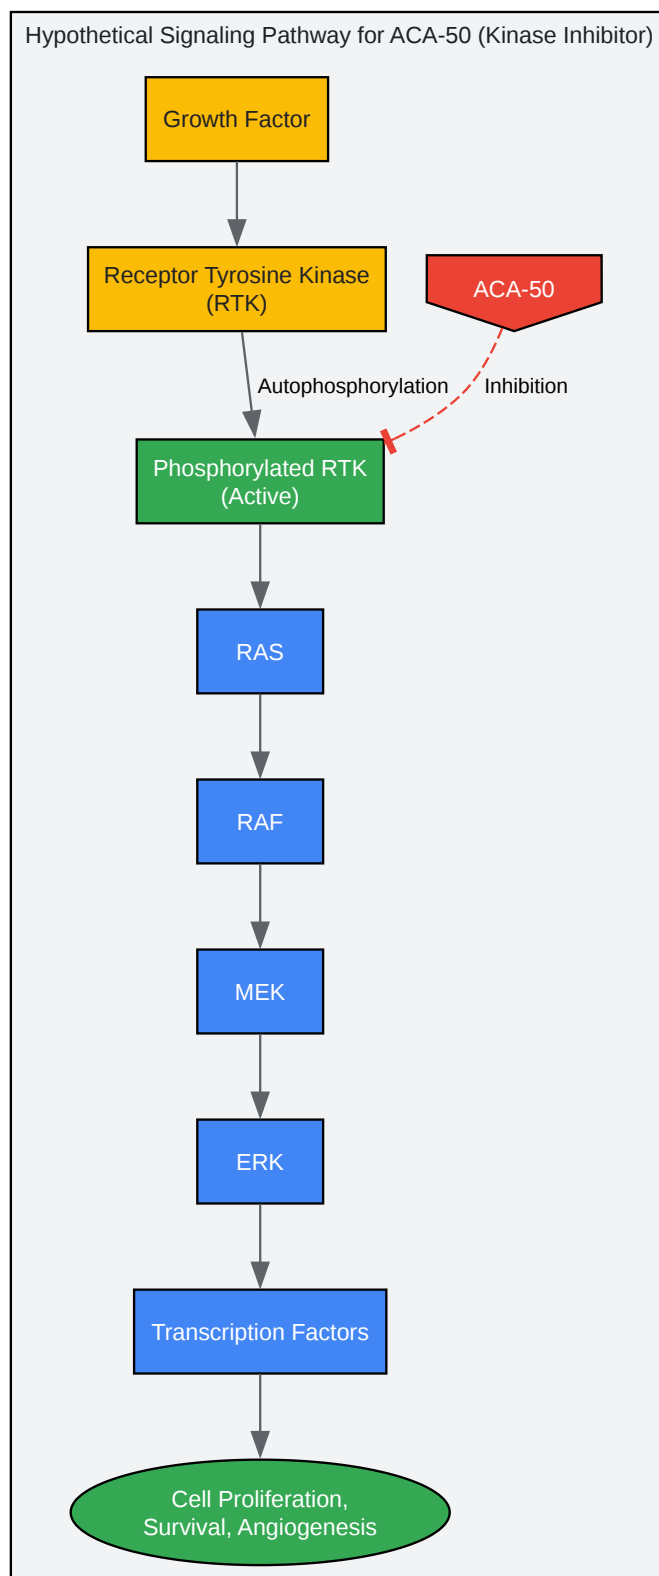 Hypothetical Signaling Pathway for ACA-50 (Kinase Inhibitor)
Growth Factor
Receptor Tyrosine Kinase
(RTK)
ACA-50
Autophosphorylation
Inhibition
Phosphorylated RTK
(Active)
RAS
RAF
MEK
ERK
Transcription Factors
Cell Proliferation,
Survival, Angiogenesis